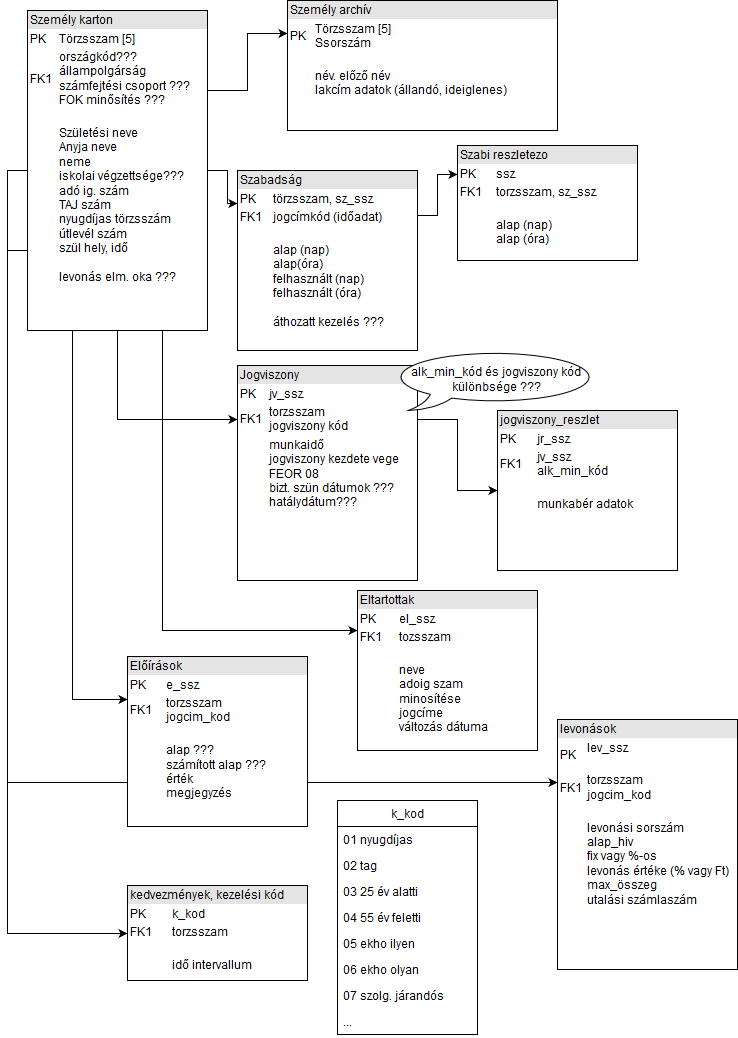 Személy karton
PK Törzsszam [5]
országkód???
FK1 állampolgárság
számfejtési csoport ???
FOK minősítés ???
Születési neve
Anyja neve
neme
iskolai végzettsége???
adó ig. szám
TAJ szám
nyugdíjas törzsszám
útlevél szám
szül hely, idő
levonás elm. oka ???
Személy archív
PK Törzsszam [5]
Ssorszám
név. előző név
lakcím adatok (állandó, ideiglenes)
Szabadság
PK törzsszam, sz_ssz
FK1 jogcímkód (időadat)
alap (nap)
alap(óra)
felhasznált (nap)
felhasznált (óra)
áthozatt kezelés ???
Szabi reszletezo
PK ssz
FK1 torzsszam, sz_ssz
alap (nap)
alap (óra)
Jogviszony
PK jv_ssz
FK1 torzsszam
jogviszony kód
munkaidő
jogviszony kezdete vege
FEOR 08
bizt. szün dátumok ???
hatálydátum???
alk_min_kód és jogviszony kód
különbsége ???
jogviszony_reszlet
PK jr_ssz
FK1 jv_ssz
alk_min_kód
munkabér adatok
Eltartottak
PK el_ssz
FK1 tozsszam
neve
adoig szam
minosítése
jogcíme
változás dátuma
Előírások
PK e_ssz
FK1 torzsszam
jogcim_kod
alap ???
számított alap ???
érték
megjegyzés
levonások
PK lev_ssz
FK1 torzsszam
jogcim_kod
levonási sorszám
alap_hiv
fix vagy %-os
levonás értéke (% vagy Ft)
max_összeg
utalási számlaszám
kedvezmények, kezelési kód
PK k_kod
FK1 torzsszam
idő intervallum
k_kod
01 nyugdíjas
02 tag
03 25 év alatti
04 55 év feletti
05 ekho ilyen
06 ekho olyan
07 szolg. járandós
...